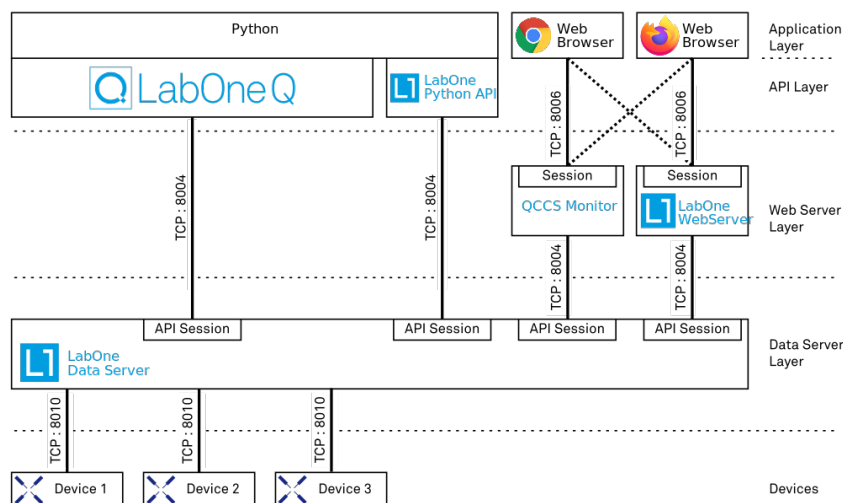 Python
Web
Browser
Web
Browser
Application
Layer
LabOne Q
L1
LabOne
Python API
API Layer
TCP : 8006
TCP : 8006
TCP : 8004
TCP : 8004
Session
Session
QCCS Monitor
L1
LabOne
WebServer
Web Server
Layer
TCP : 8004
TCP : 8004
API Session
API Session
API Session
API Session
L1
LabOne
Data Server
Data Server
Layer
TCP : 8010
TCP : 8010
TCP : 8010
Device 1
Device 2
Device 3
Devices